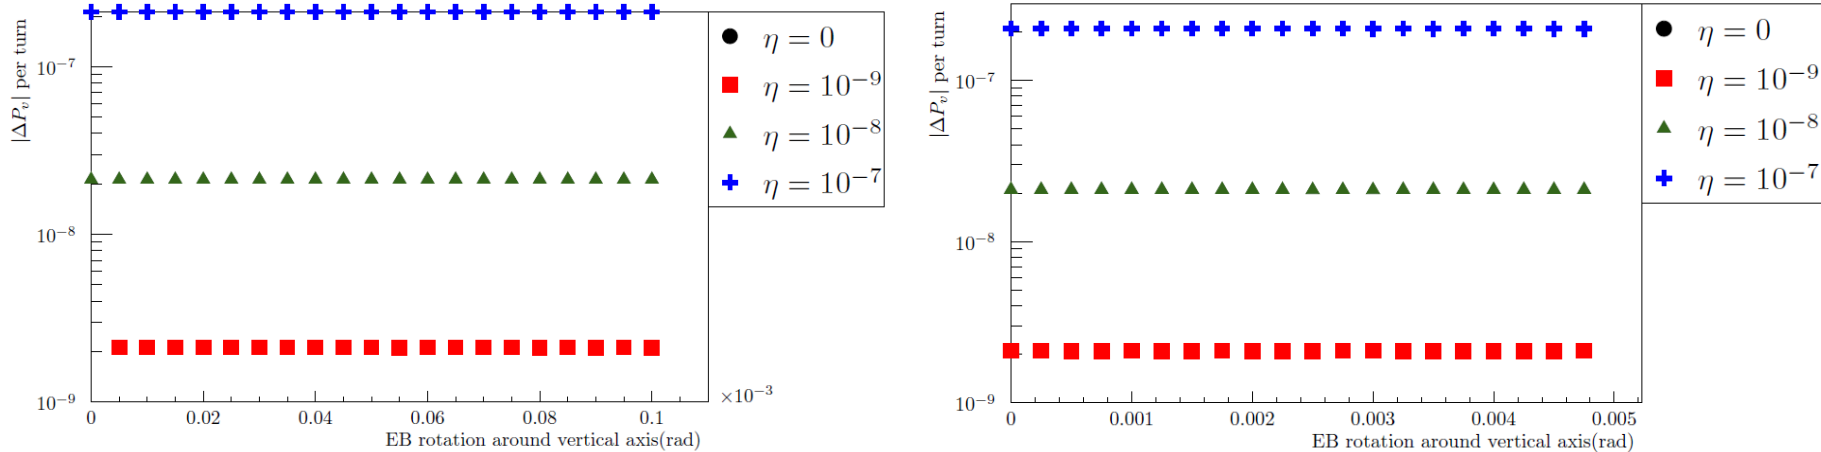 |ΔP_v| per turn
10^{-7}
10^{-8}
10^{-9}
0
0.02
0.04
0.06
0.08
0.1
×10^{-3}
EB rotation around vertical axis(rad)
η = 0
η = 10^{-9}
η = 10^{-8}
η = 10^{-7}
|ΔP_v| per turn
10^{-7}
10^{-8}
10^{-9}
0
0.001
0.002
0.003
0.004
0.005
EB rotation around vertical axis(rad)
η = 0
η = 10^{-9}
η = 10^{-8}
η = 10^{-7}